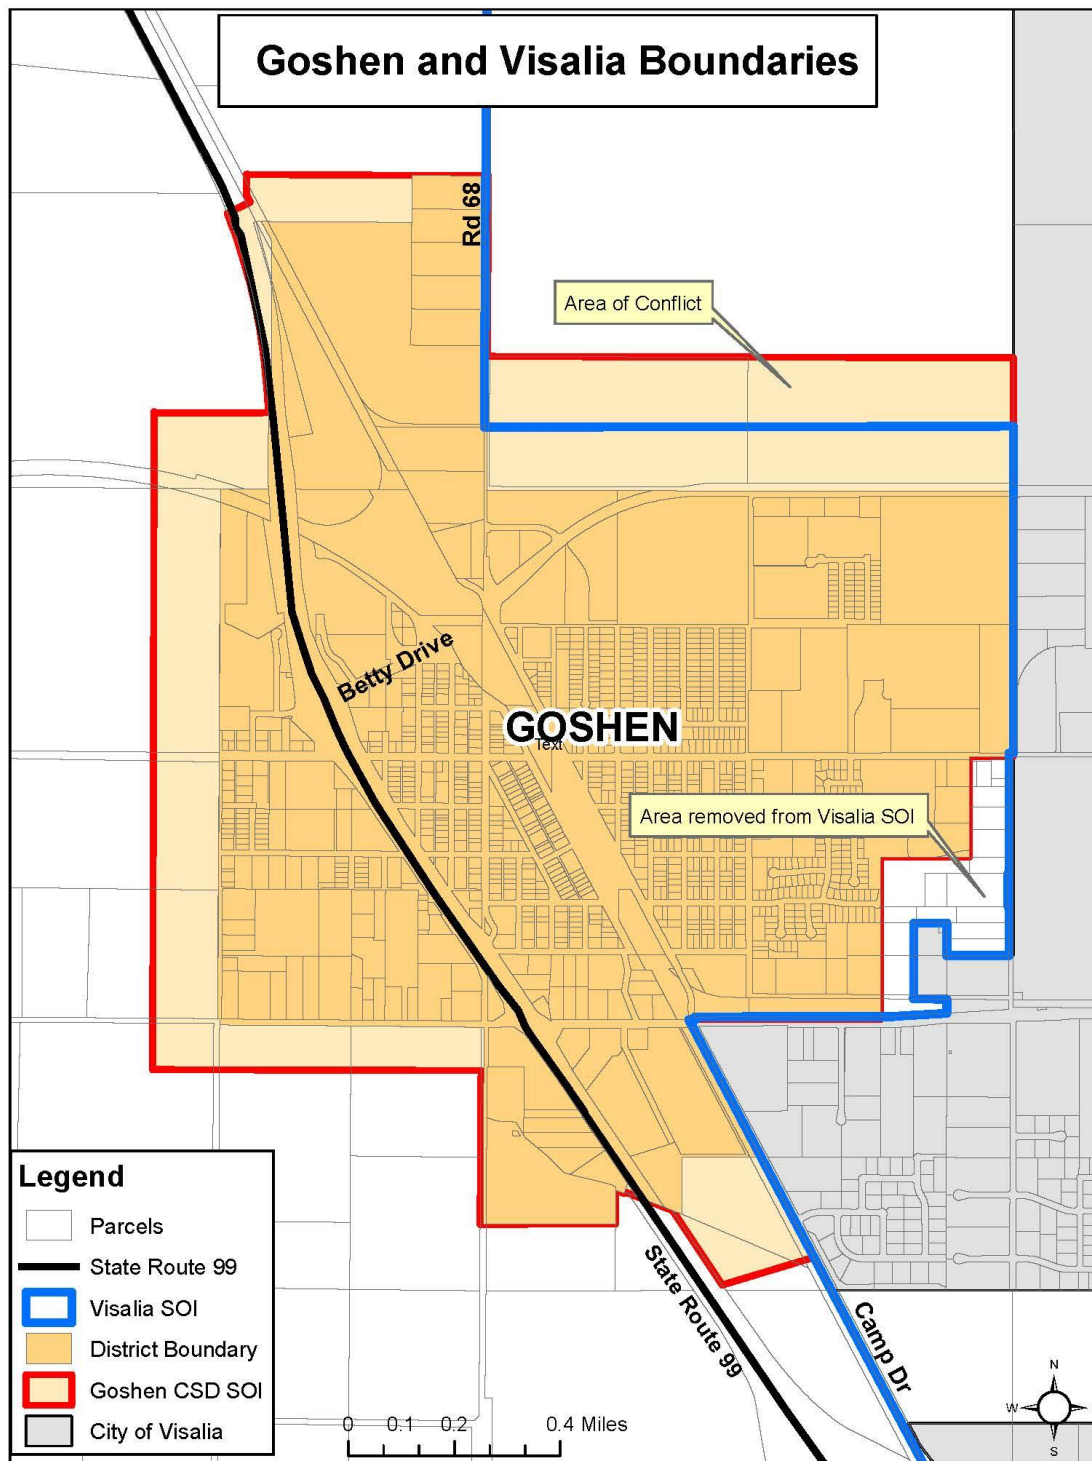 Goshen and Visalia Boundaries
Rd 68
Area of Conflict
Betty Drive
GOSHEN
Text
Area removed from Visalia SOI
State Route 99
Camp Dr
Legend
Parcels
State Route 99
Visalia SOI
District Boundary
Goshen CSD SOI
City of Visalia
0 0.1 0.2 0.4 Miles
N
W
S